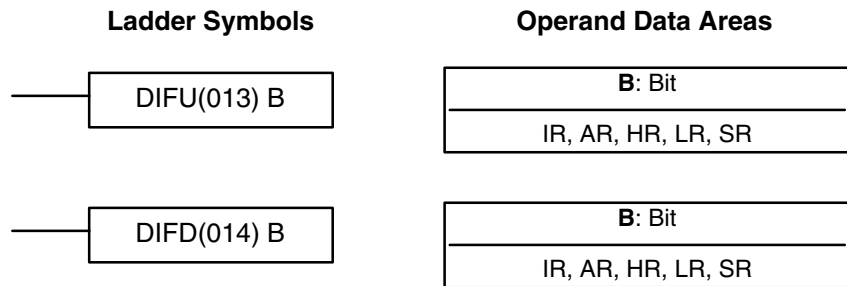 Ladder Symbols
Operand Data Areas
DIFU(013) B
B: Bit
IR, AR, HR, LR, SR
DIFD(014) B
B: Bit
IR, AR, HR, LR, SR